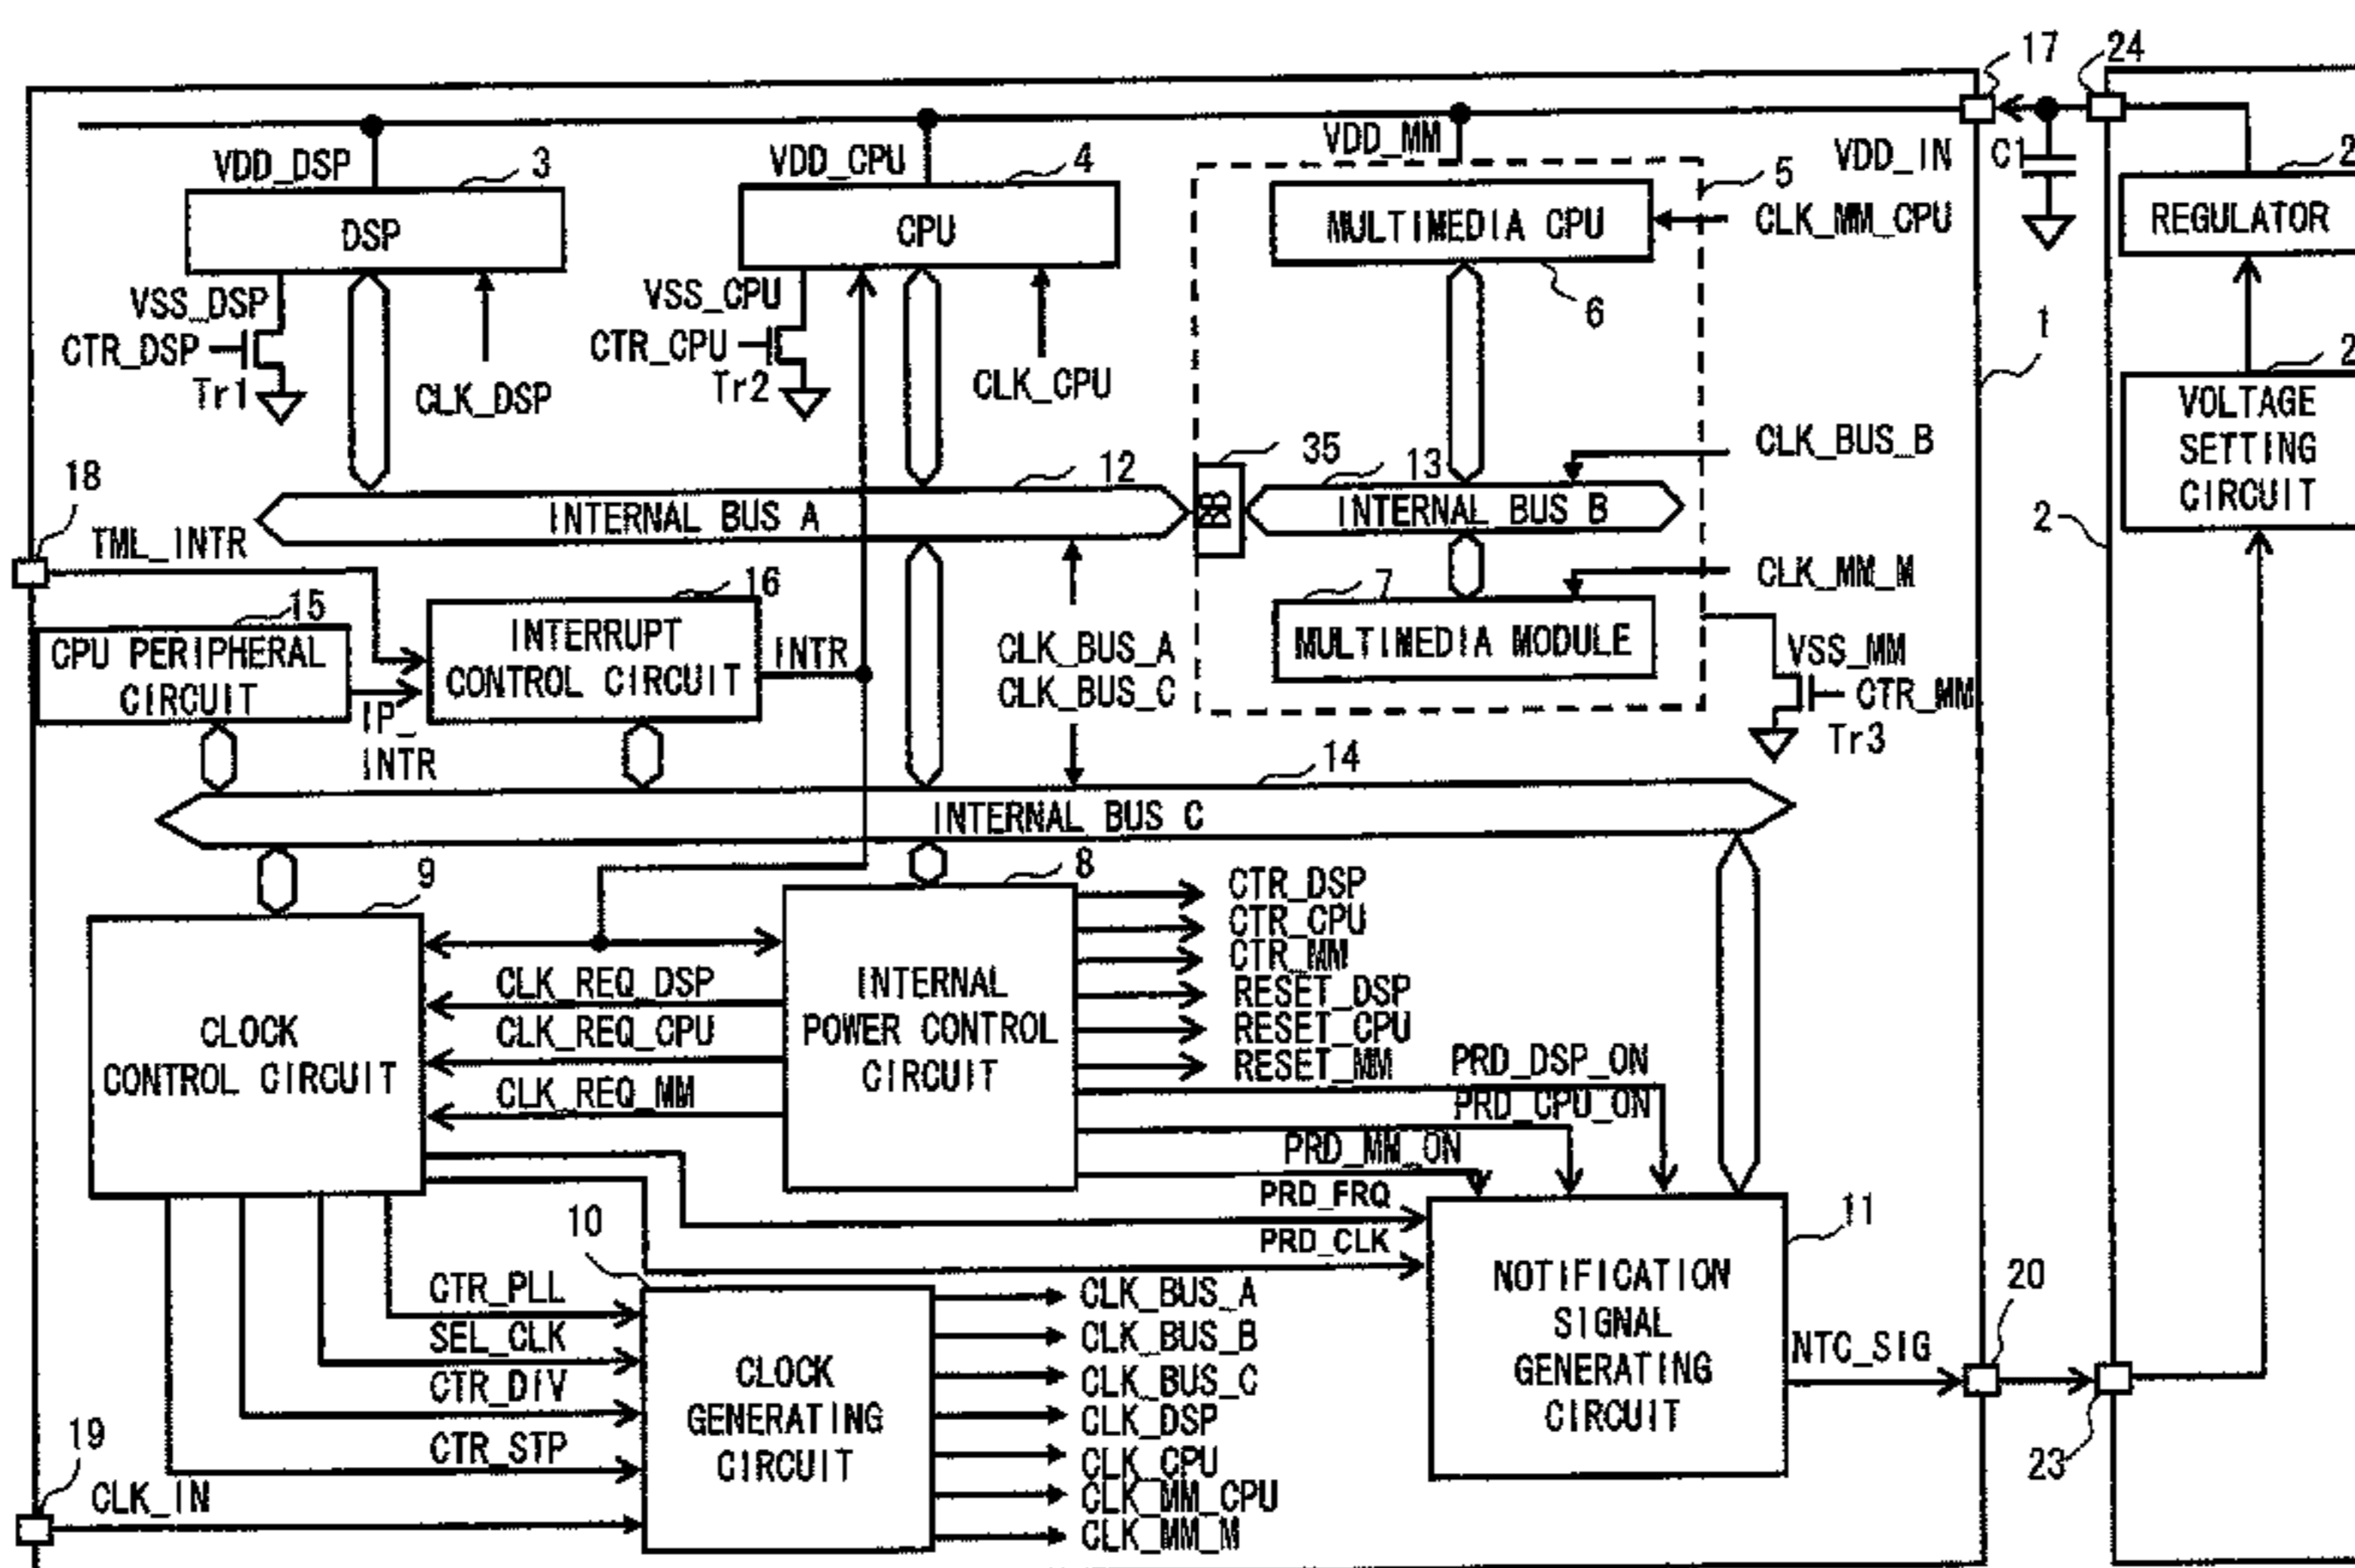 17
24
VDD_DSP
3
VDD_CPU
4
VDD_MM
5
VDD_IN
C1
2
DSP
CPU
MULTIMEDIA CPU
CLK_MM_CPU
REGULATOR
VSS_DSP
CTR_DSP
Tr1
CLK_DSP
VSS_CPU
CTR_CPU
Tr2
CLK_CPU
6
1
2
VOLTAGE
SETTING
CIRCUIT
18
12
35
13
CLK_BUS_B
INTERNAL BUS A
BB
INTERNAL BUS B
2
TML_INTR
15
16
7
CLK_MM_M
CPU PERIPHERAL
CIRCUIT
INTERRUPT
CONTROL CIRCUIT
INTR
CLK_BUS_A
CLK_BUS_C
MULTIMEDIA MODULE
VSS_MM
CTR_MM
Tr3
IP_
INTR
14
INTERNAL BUS C
9
8
CTR_DSP
CTR_CPU
CTR_MM
RESET_DSP
RESET_CPU
RESET_MM
CLOCK
CONTROL CIRCUIT
CLK_REQ_DSP
CLK_REQ_CPU
CLK_REQ_MM
INTERNAL
POWER CONTROL
CIRCUIT
PRD_DSP_ON
PRD_CPU_ON
PRD_MM_ON
PRD_FRQ
PRD_CLK
10
11
CTR_PLL
SEL_CLK
CTR_DIV
CTR_STP
19
CLK_IN
CLOCK
GENERATING
CIRCUIT
CLK_BUS_A
CLK_BUS_B
CLK_BUS_C
CLK_DSP
CLK_CPU
CLK_MM_CPU
CLK_MM_M
NOTIFICATION
SIGNAL
GENERATING
CIRCUIT
NTC_SIG
20
23